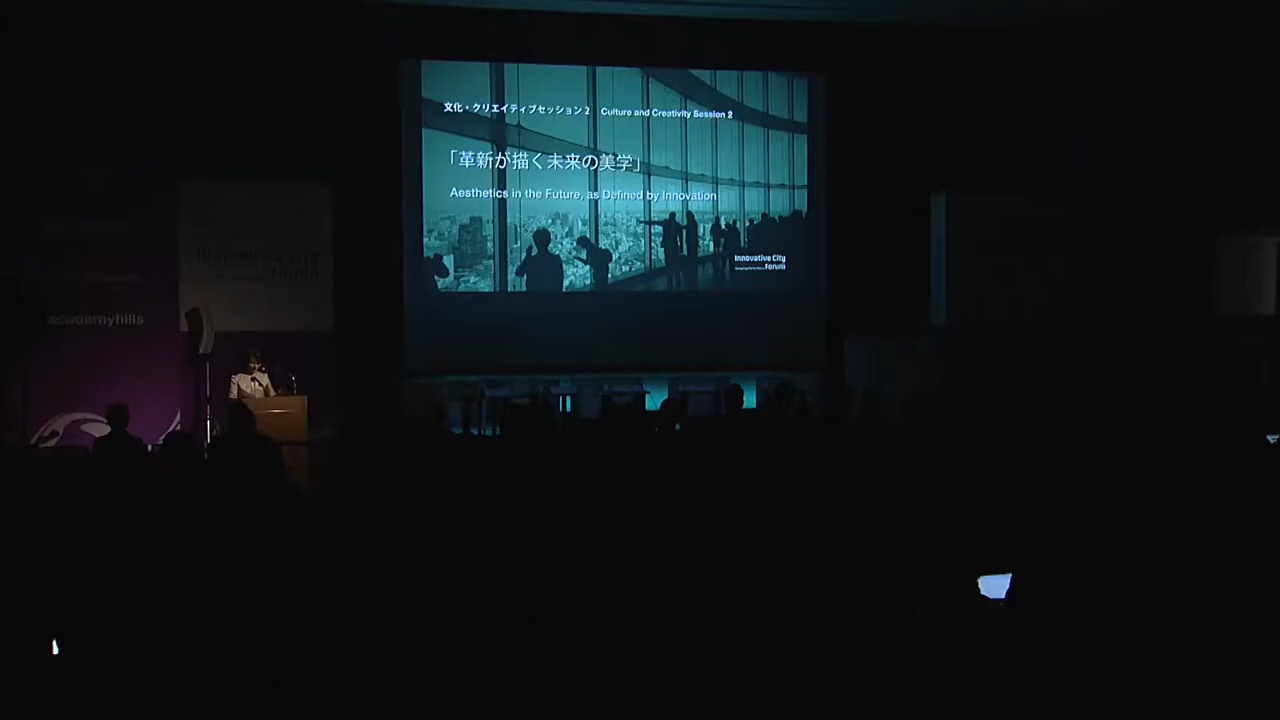 文化・クリエイティブセッション 2 Culture and Creativity Session 2
「革新が描く未来の美学」
Aesthetics in the Future, as Defined by Innovation
Innovative City
Forum
academyhills